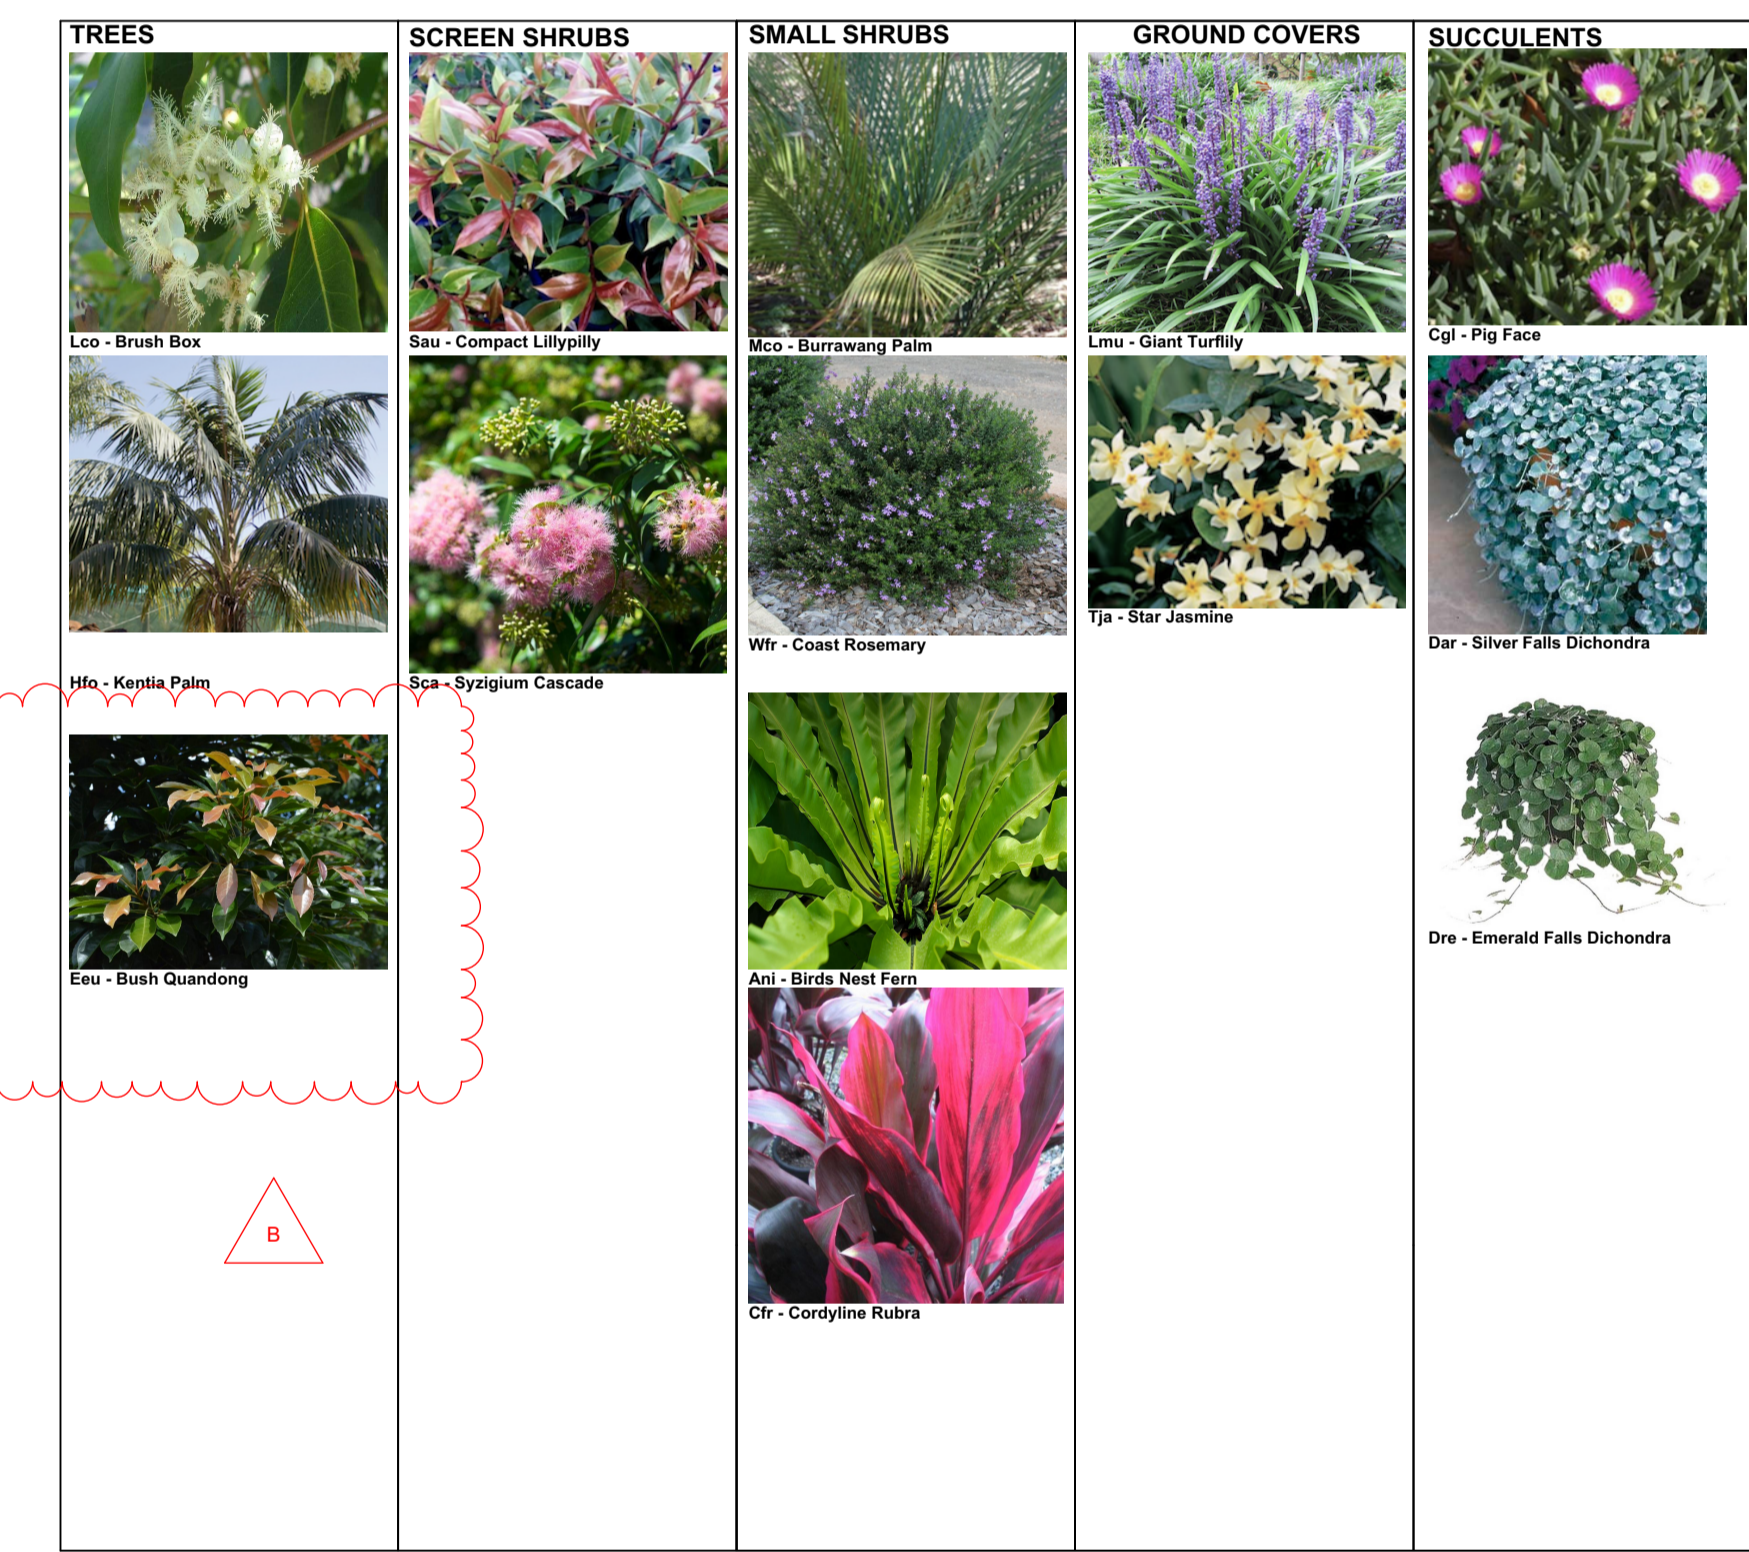 TREES
Lco - Brush Box
Hfo - Kentia Palm
Eeu - Bush Quandong
B
SCREEN SHRUBS
Sau - Compact Lillypilly
Sca - Syzigium Cascade
SMALL SHRUBS
Mco - Burrawang Palm
Wfr - Coast Rosemary
Ani - Birds Nest Fern
Cfr - Cordyline Rubra
GROUND COVERS
Lmu - Giant Turflily
Tja - Star Jasmine
SUCCULENTS
Cgl - Pig Face
Dar - Silver Falls Dichondra
Dre - Emerald Falls Dichondra